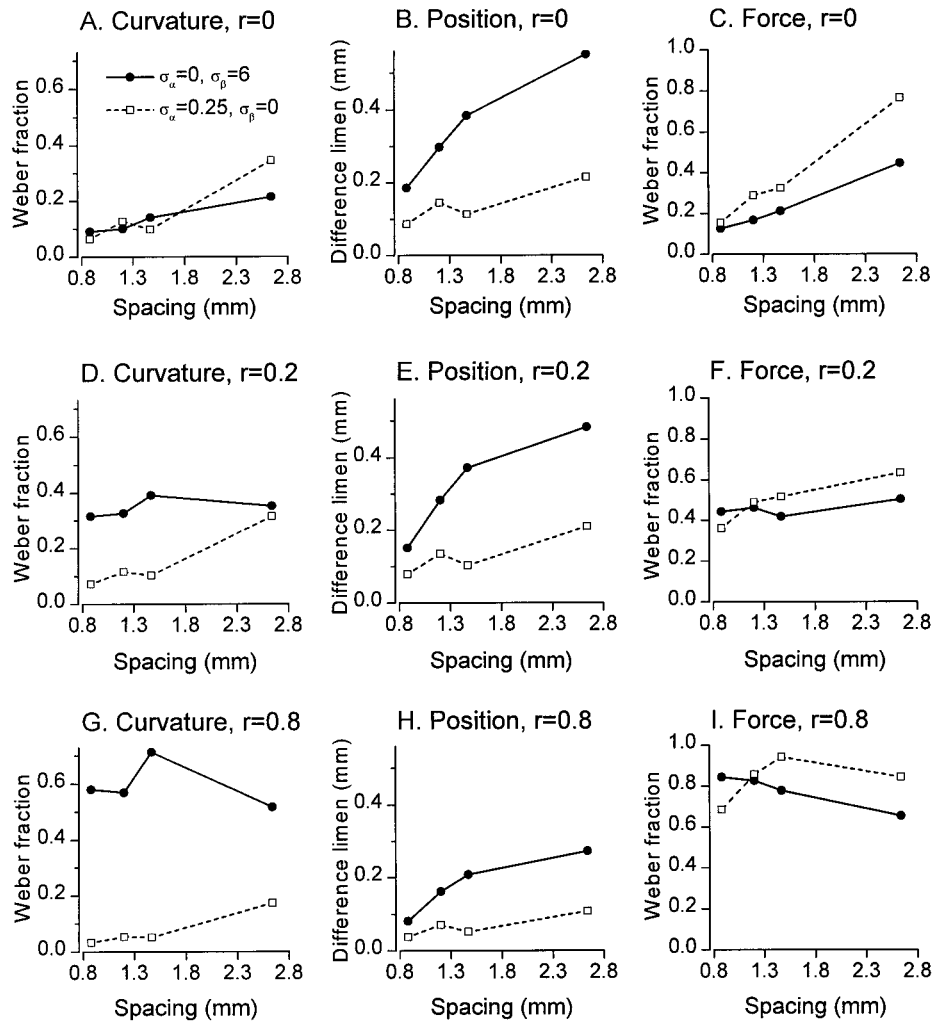 A. Curvature, r=0
B. Position, r=0
C. Force, r=0
Weber fraction
0.6
0.4
0.2
0.0
σα=0, σβ=6
σα=0.25, σβ=0
0.8 1.3 1.8 2.3 2.8
Spacing (mm)
Difference limen (mm)
0.4
0.2
0.0
0.8 1.3 1.8 2.3 2.8
Spacing (mm)
Weber fraction
1.0
0.8
0.6
0.4
0.2
0.0
0.8 1.3 1.8 2.3 2.8
Spacing (mm)
D. Curvature, r=0.2
E. Position, r=0.2
F. Force, r=0.2
Weber fraction
0.6
0.4
0.2
0.0
0.8 1.3 1.8 2.3 2.8
Spacing (mm)
Difference limen (mm)
0.4
0.2
0.0
0.8 1.3 1.8 2.3 2.8
Spacing (mm)
Weber fraction
1.0
0.8
0.6
0.4
0.2
0.0
0.8 1.3 1.8 2.3 2.8
Spacing (mm)
G. Curvature, r=0.8
H. Position, r=0.8
I. Force, r=0.8
Weber fraction
0.6
0.4
0.2
0.0
0.8 1.3 1.8 2.3 2.8
Spacing (mm)
Difference limen (mm)
0.4
0.2
0.0
0.8 1.3 1.8 2.3 2.8
Spacing (mm)
Weber fraction
1.0
0.8
0.6
0.4
0.2
0.0
0.8 1.3 1.8 2.3 2.8
Spacing (mm)